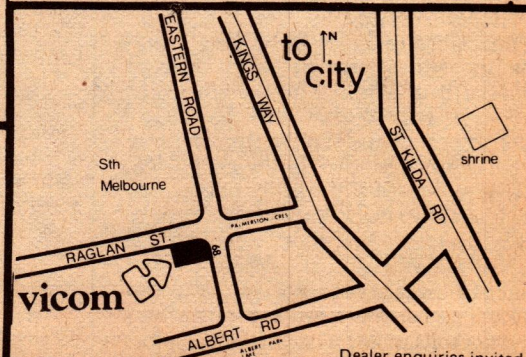 EASTERN ROAD
KINGS WAY
to
N
city
ST KILDA RD
shrine
Sth
Melbourne
PALMERSTON CRES
RAGLAN ST.
68
vicom
ALBERT RD
ALBERT PARK
LAKE
Dealer enquiries invited